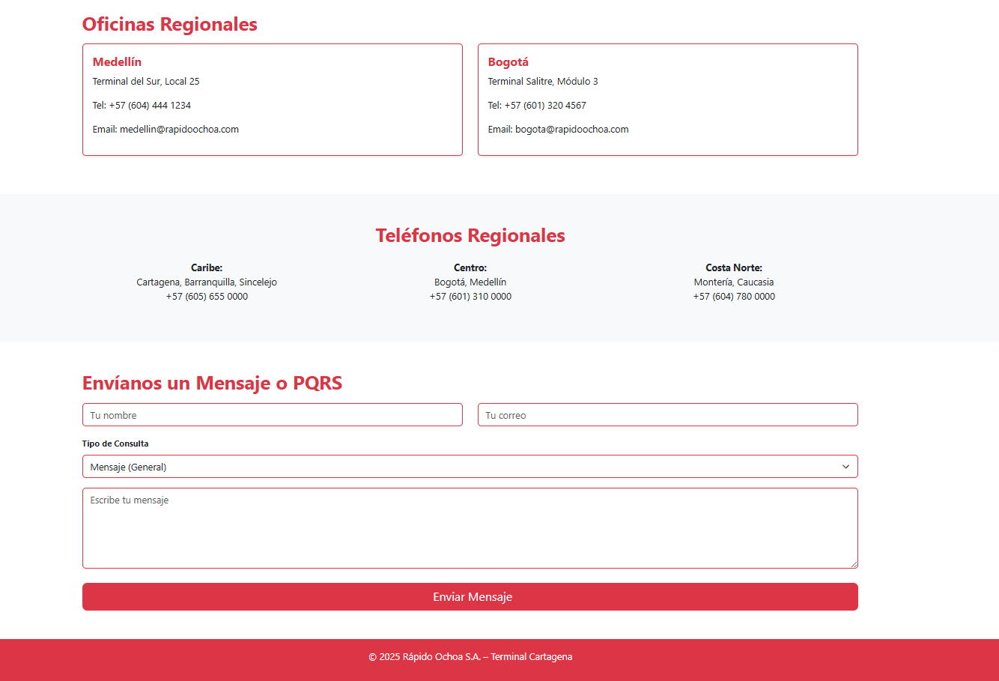 Oficinas Regionales
Medellín
Terminal del Sur, Local 25
Tel: +57 (604) 444 1234
Email: medellin@rapidoochoa.com
Bogotá
Terminal Salitre, Módulo 3
Tel: +57 (601) 320 4567
Email: bogota@rapidoochoa.com
Teléfonos Regionales
Caribe:
Cartagena, Barranquilla, Sincelejo
+57 (605) 655 0000
Centro:
Bogotá, Medellín
+57 (601) 310 0000
Costa Norte:
Montería, Caucasia
+57 (604) 780 0000
Envíanos un Mensaje o PQRS
Tu nombre
Tu correo
Tipo de Consulta
Mensaje (General)
Escribe tu mensaje
Enviar Mensaje
© 2025 Rápido Ochoa S.A. – Terminal Cartagena